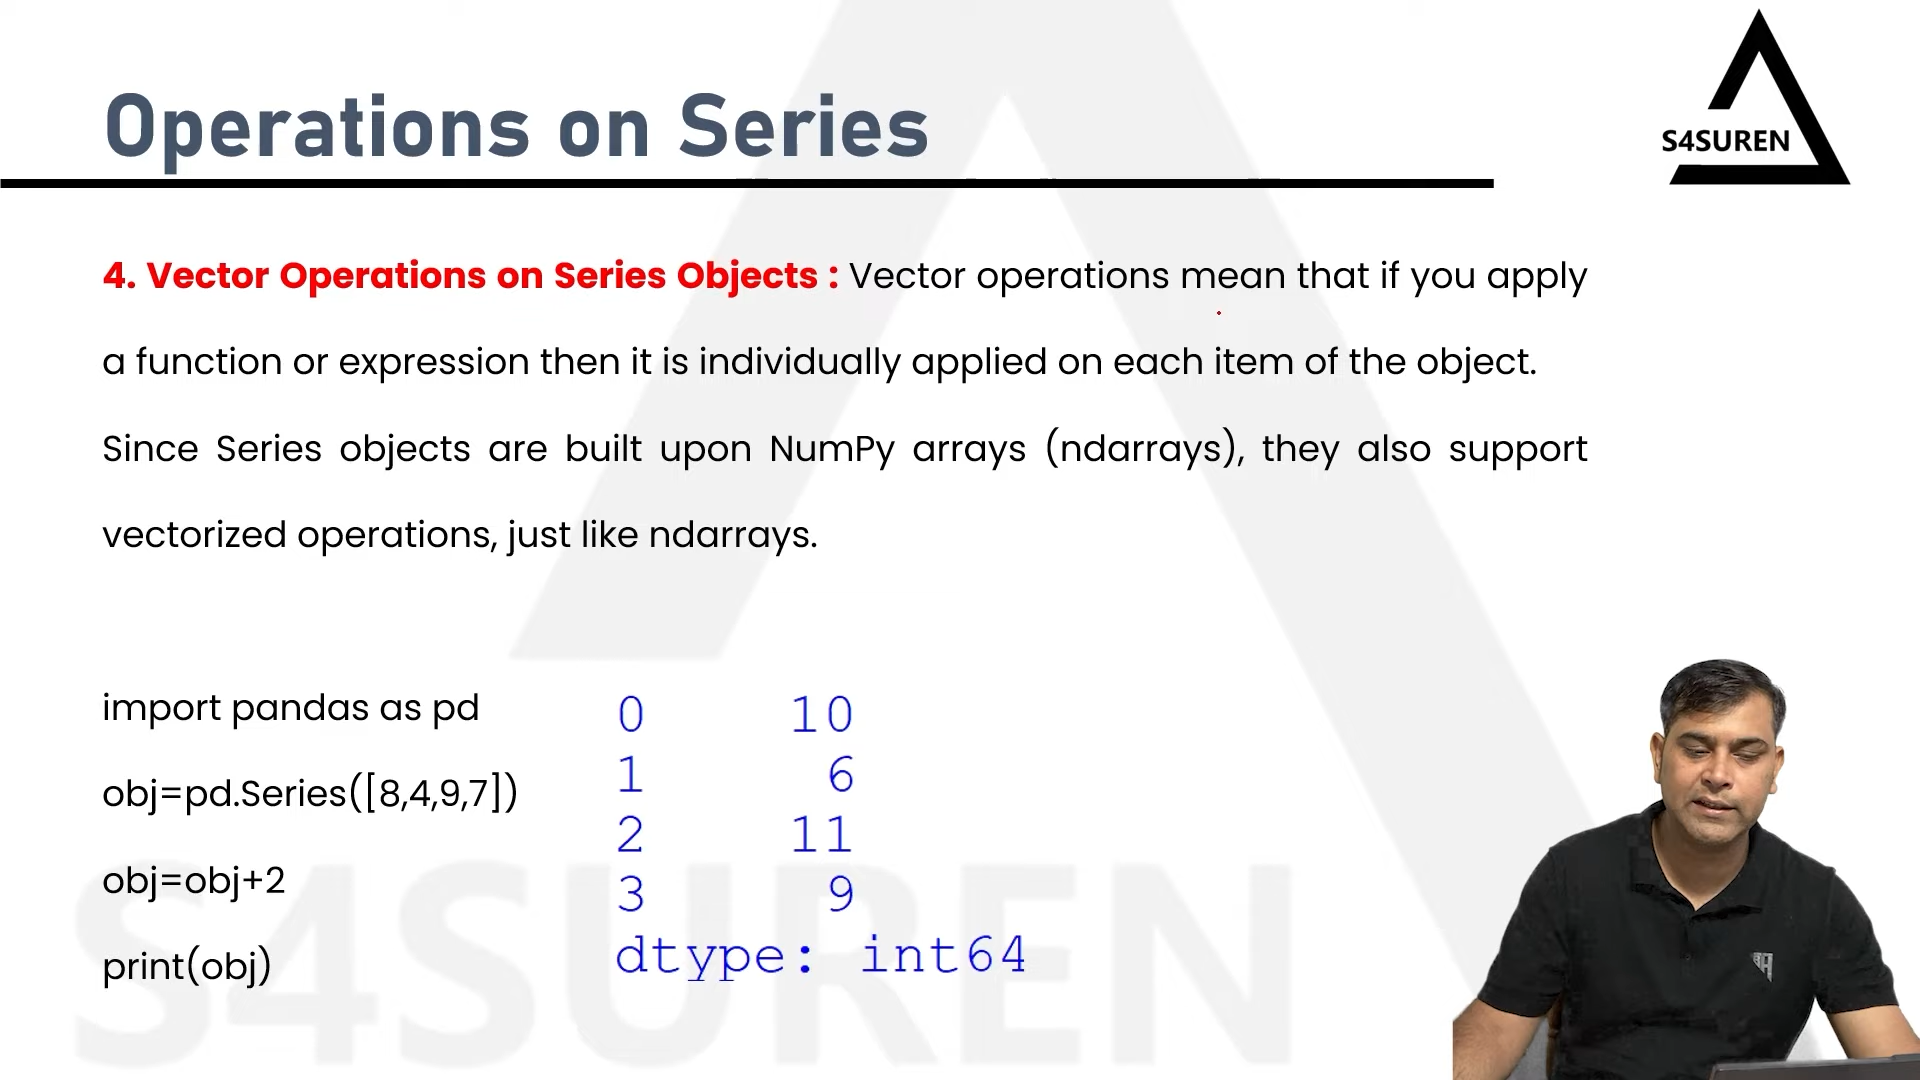 Operations on Series
S4SUREN
4. Vector Operations on Series Objects : Vector operations mean that if you apply
a function or expression then it is individually applied on each item of the object.
Since Series objects are built upon NumPy arrays (ndarrays), they also support
vectorized operations, just like ndarrays.
import pandas as pd
obj=pd.Series([8,4,9,7])
obj=obj+2
print(obj)
0 10
1 6
2 11
3 9
dtype: int64
S4SUREN